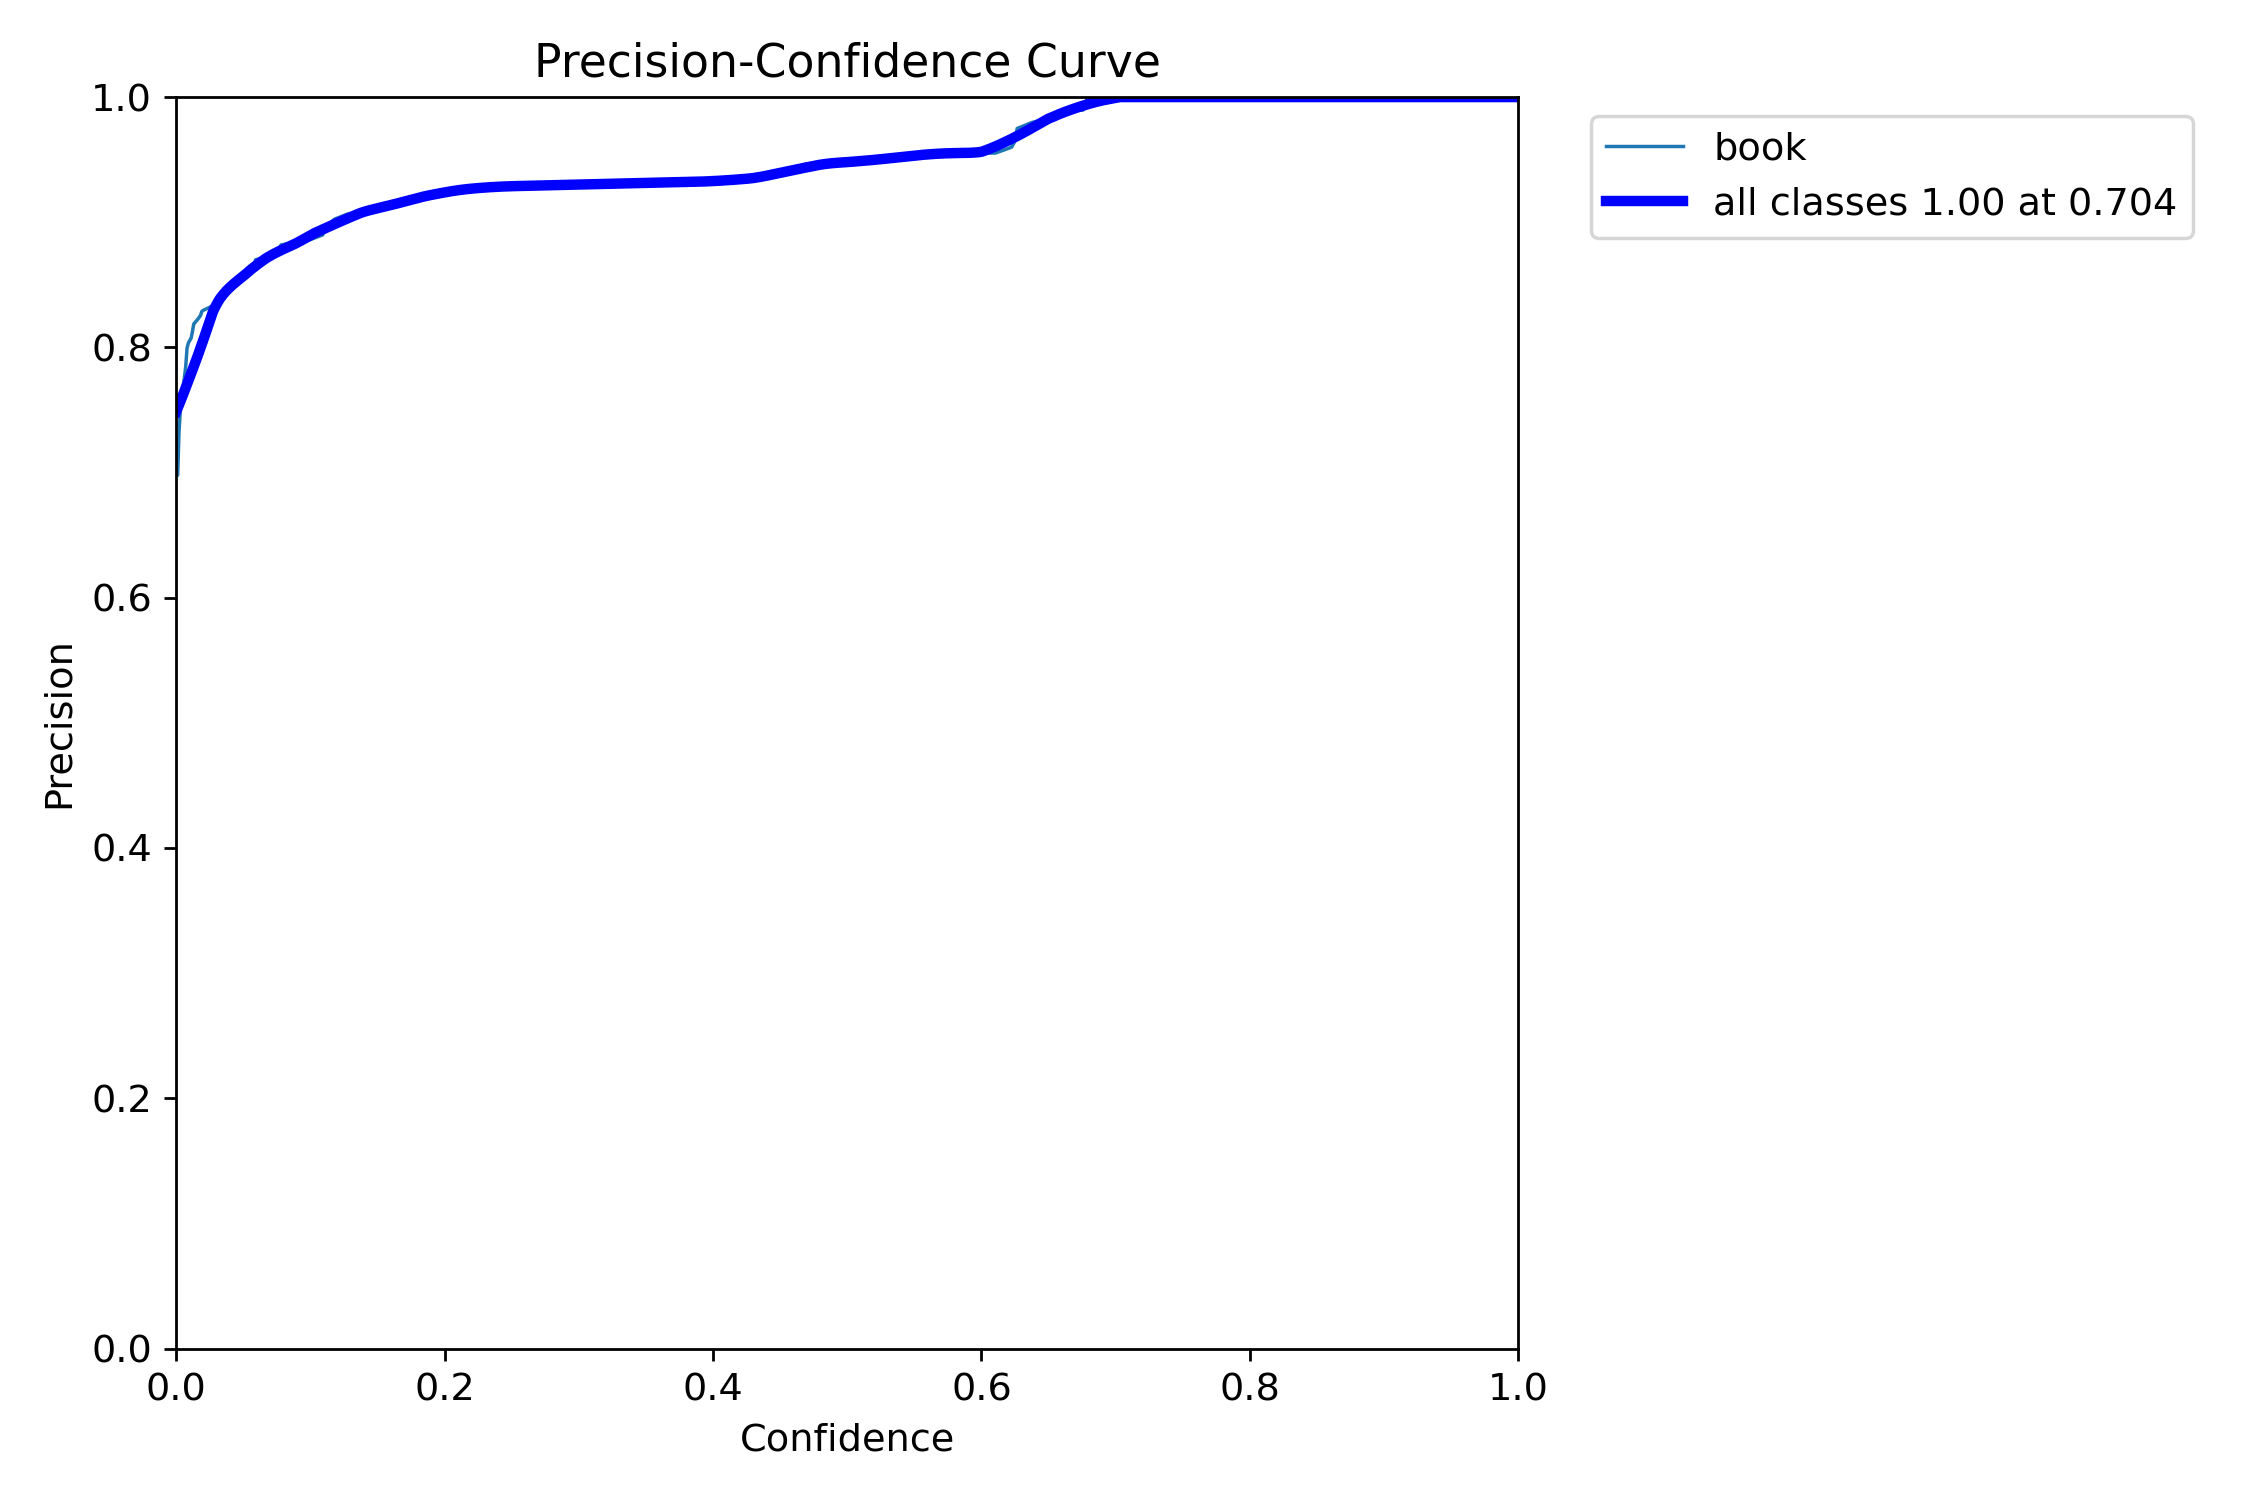 Precision-Confidence Curve
1.0
0.8
0.6
0.4
0.2
0.0
Precision
0.0 0.2 0.4 0.6 0.8 1.0
Confidence
book
all classes 1.00 at 0.704